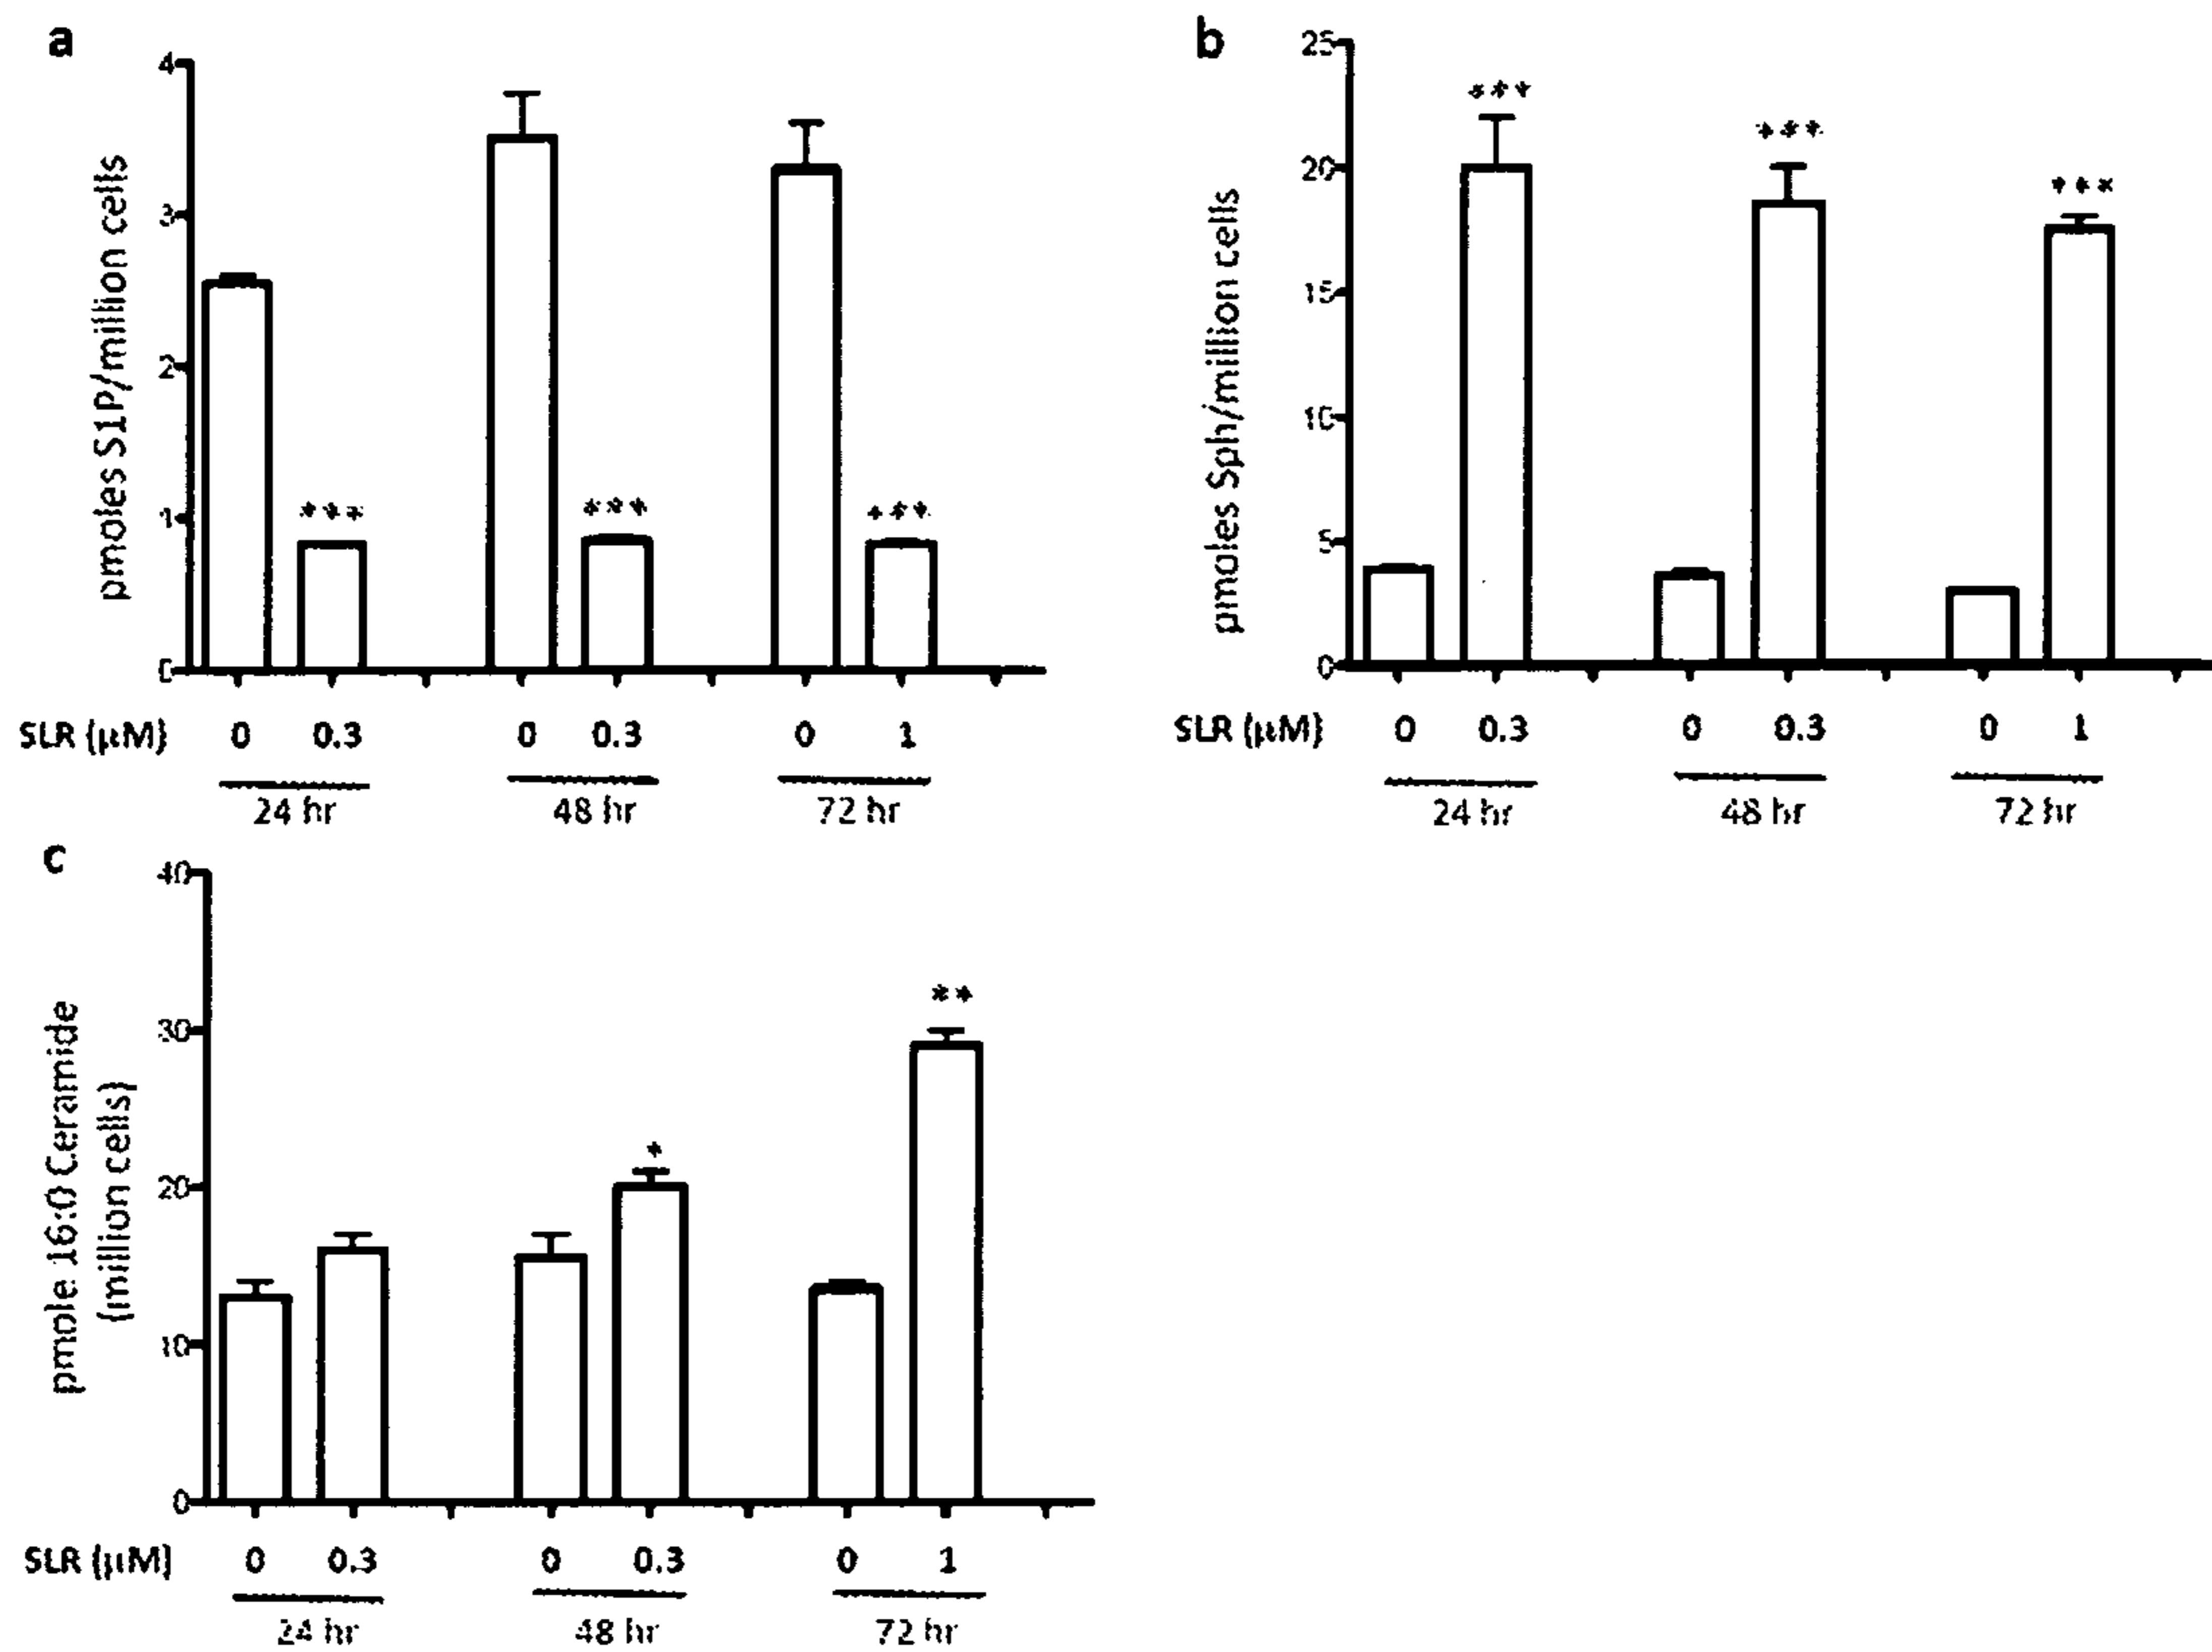 a
pmoles S1P/million cells
4
3
2
1
0
***
***
***
SLR (μM) 0 0.3 0 0.3 0 1
24 hr 48 hr 72 hr
b
pmoles Sph/million cells
25
20
15
10
5
0
***
***
***
SLR (μM) 0 0.3 0 0.3 0 1
24 hr 48 hr 72 hr
c
pmole 16:0 Ceramide
(million cells)
40
30
20
10
0
*
**
SLR (μM) 0 0.3 0 0.3 0 1
24 hr 48 hr 72 hr